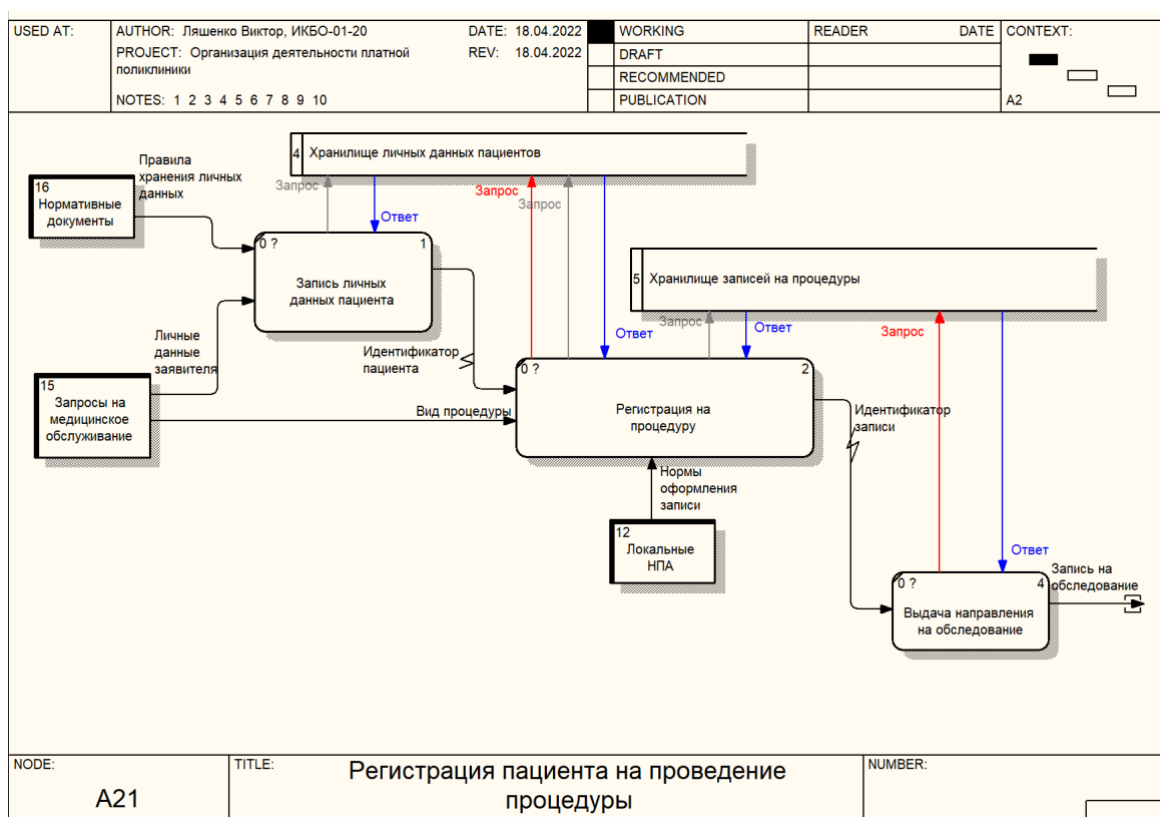 USED AT:
AUTHOR: Ляшенко Виктор, ИКБО-01-20
DATE: 18.04.2022
WORKING
READER
DATE
CONTEXT:
PROJECT: Организация деятельности платной
поликлиники
REV: 18.04.2022
DRAFT
RECOMMENDED
NOTES: 1 2 3 4 5 6 7 8 9 10
PUBLICATION
A2
4 Хранилище личных данных пациентов
Правила
хранения личных
данных
16
Нормативные
документы
Запрос
Ответ
Запрос
Запрос
Ответ
0 ?
1
Запись личных
данных пациента
5 Хранилище записей на процедуры
Запрос
Ответ
Запрос
Ответ
Личные
данные
заявителя
Идентификатор
пациента
15
Запросы на
медицинское
обслуживание
Вид процедуры
0 ?
2
Регистрация на
процедуру
Идентификатор
записи
Нормы
оформления
записи
12
Локальные
НПА
0 ?
4
Выдача направления
на обследование
Запись на
обследование
NODE:
A21
TITLE:
Регистрация пациента на проведение
процедуры
NUMBER: